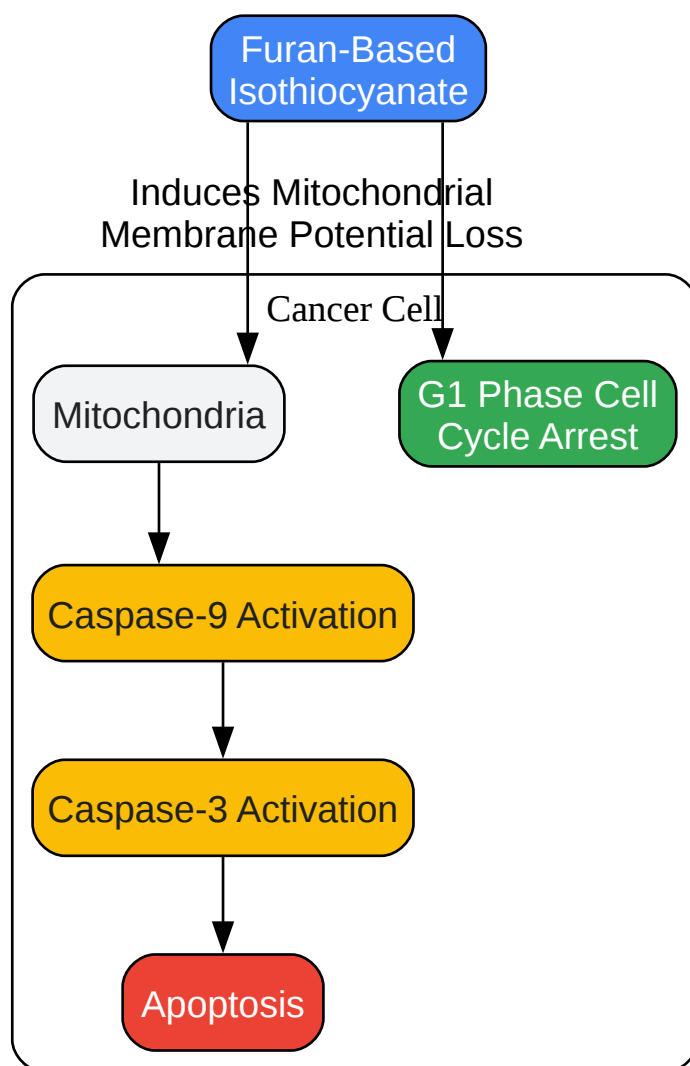 Furan-Based
Isothiocyanate
Induces Mitochondrial
Membrane Potential Loss
Cancer Cell
Mitochondria
G1 Phase Cell
Cycle Arrest
Caspase-9 Activation
Caspase-3 Activation
Apoptosis